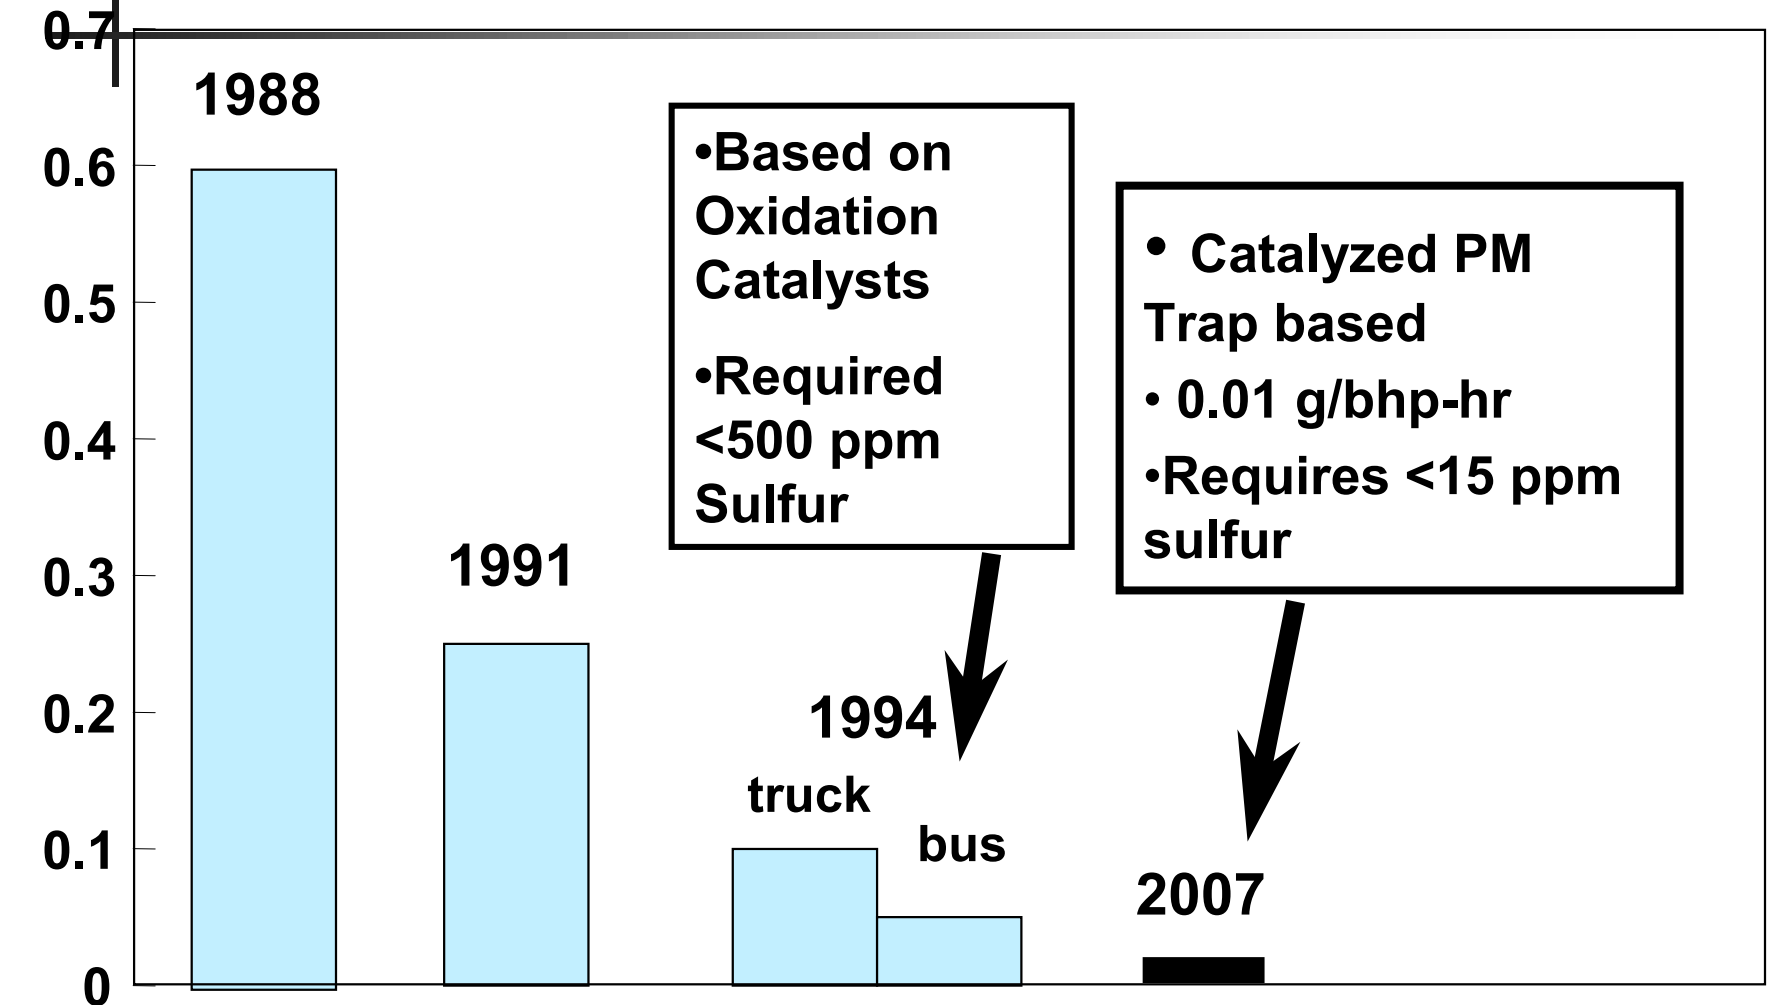 0.7
0.6
0.5
0.4
0.3
0.2
0.1
0
1988
1991
1994
truck
bus
2007
•Based on
Oxidation
Catalysts
•Required
<500 ppm
Sulfur
• Catalyzed PM
Trap based
• 0.01 g/bhp-hr
•Requires <15 ppm
sulfur